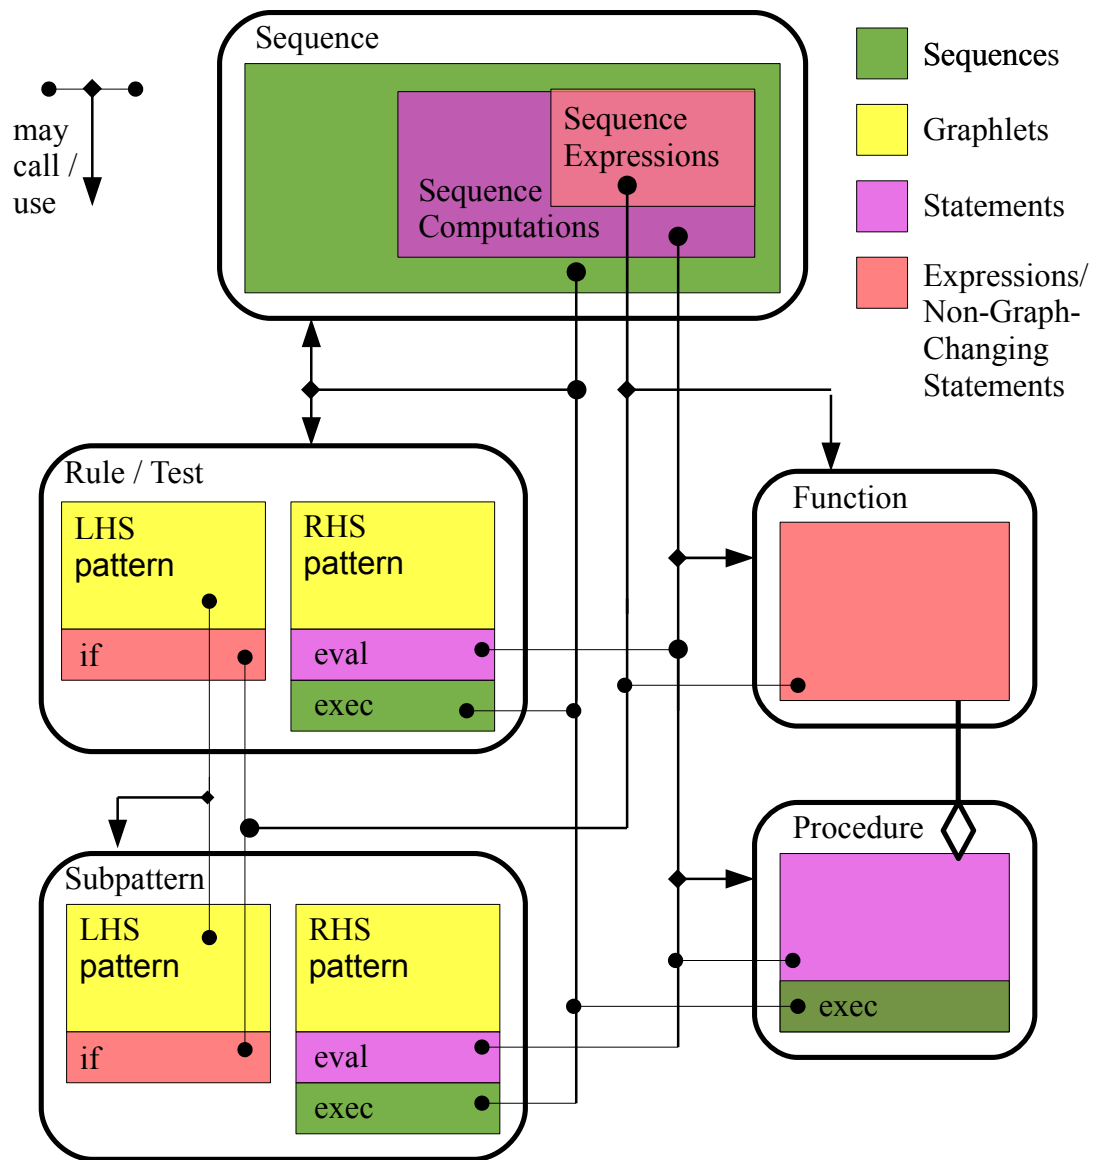 Sequence
Sequence
Expressions
Sequence
Computations
may
call /
use
Sequences
Graphlets
Statements
Expressions/
Non-Graph-
Changing
Statements
Rule / Test
LHS
pattern
if
RHS
pattern
eval
exec
Function
Subpattern
LHS
pattern
if
RHS
pattern
eval
exec
Procedure
exec